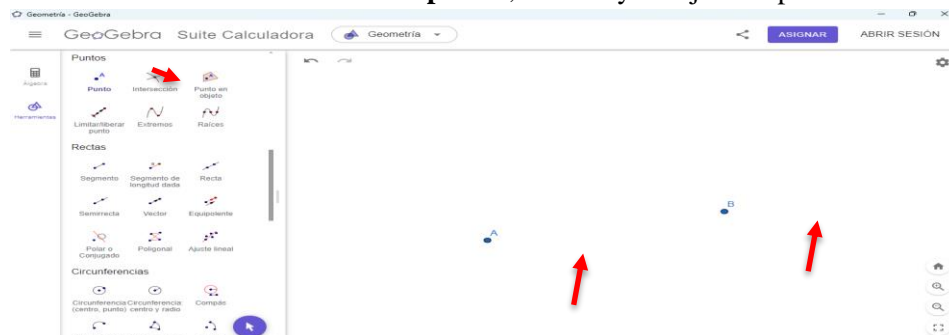 Geometría - GeoGebra
GeoGebra Suite Calculadora
Geometría
ASIGNAR
ABRIR SESIÓN
Álgebra
Herramientas
Puntos
Punto
Intersección
Punto en objeto
Limitar/liberar punto
Extremos
Raíces
Rectas
Segmento
Segmento de longitud dada
Recta
Semirrecta
Vector
Equipolente
Polar o Conjugado
Poligonal
Ajuste lineal
Circunferencias
Circunferencia (centro, punto)
Circunferencia centro y radio
Compás
A
B